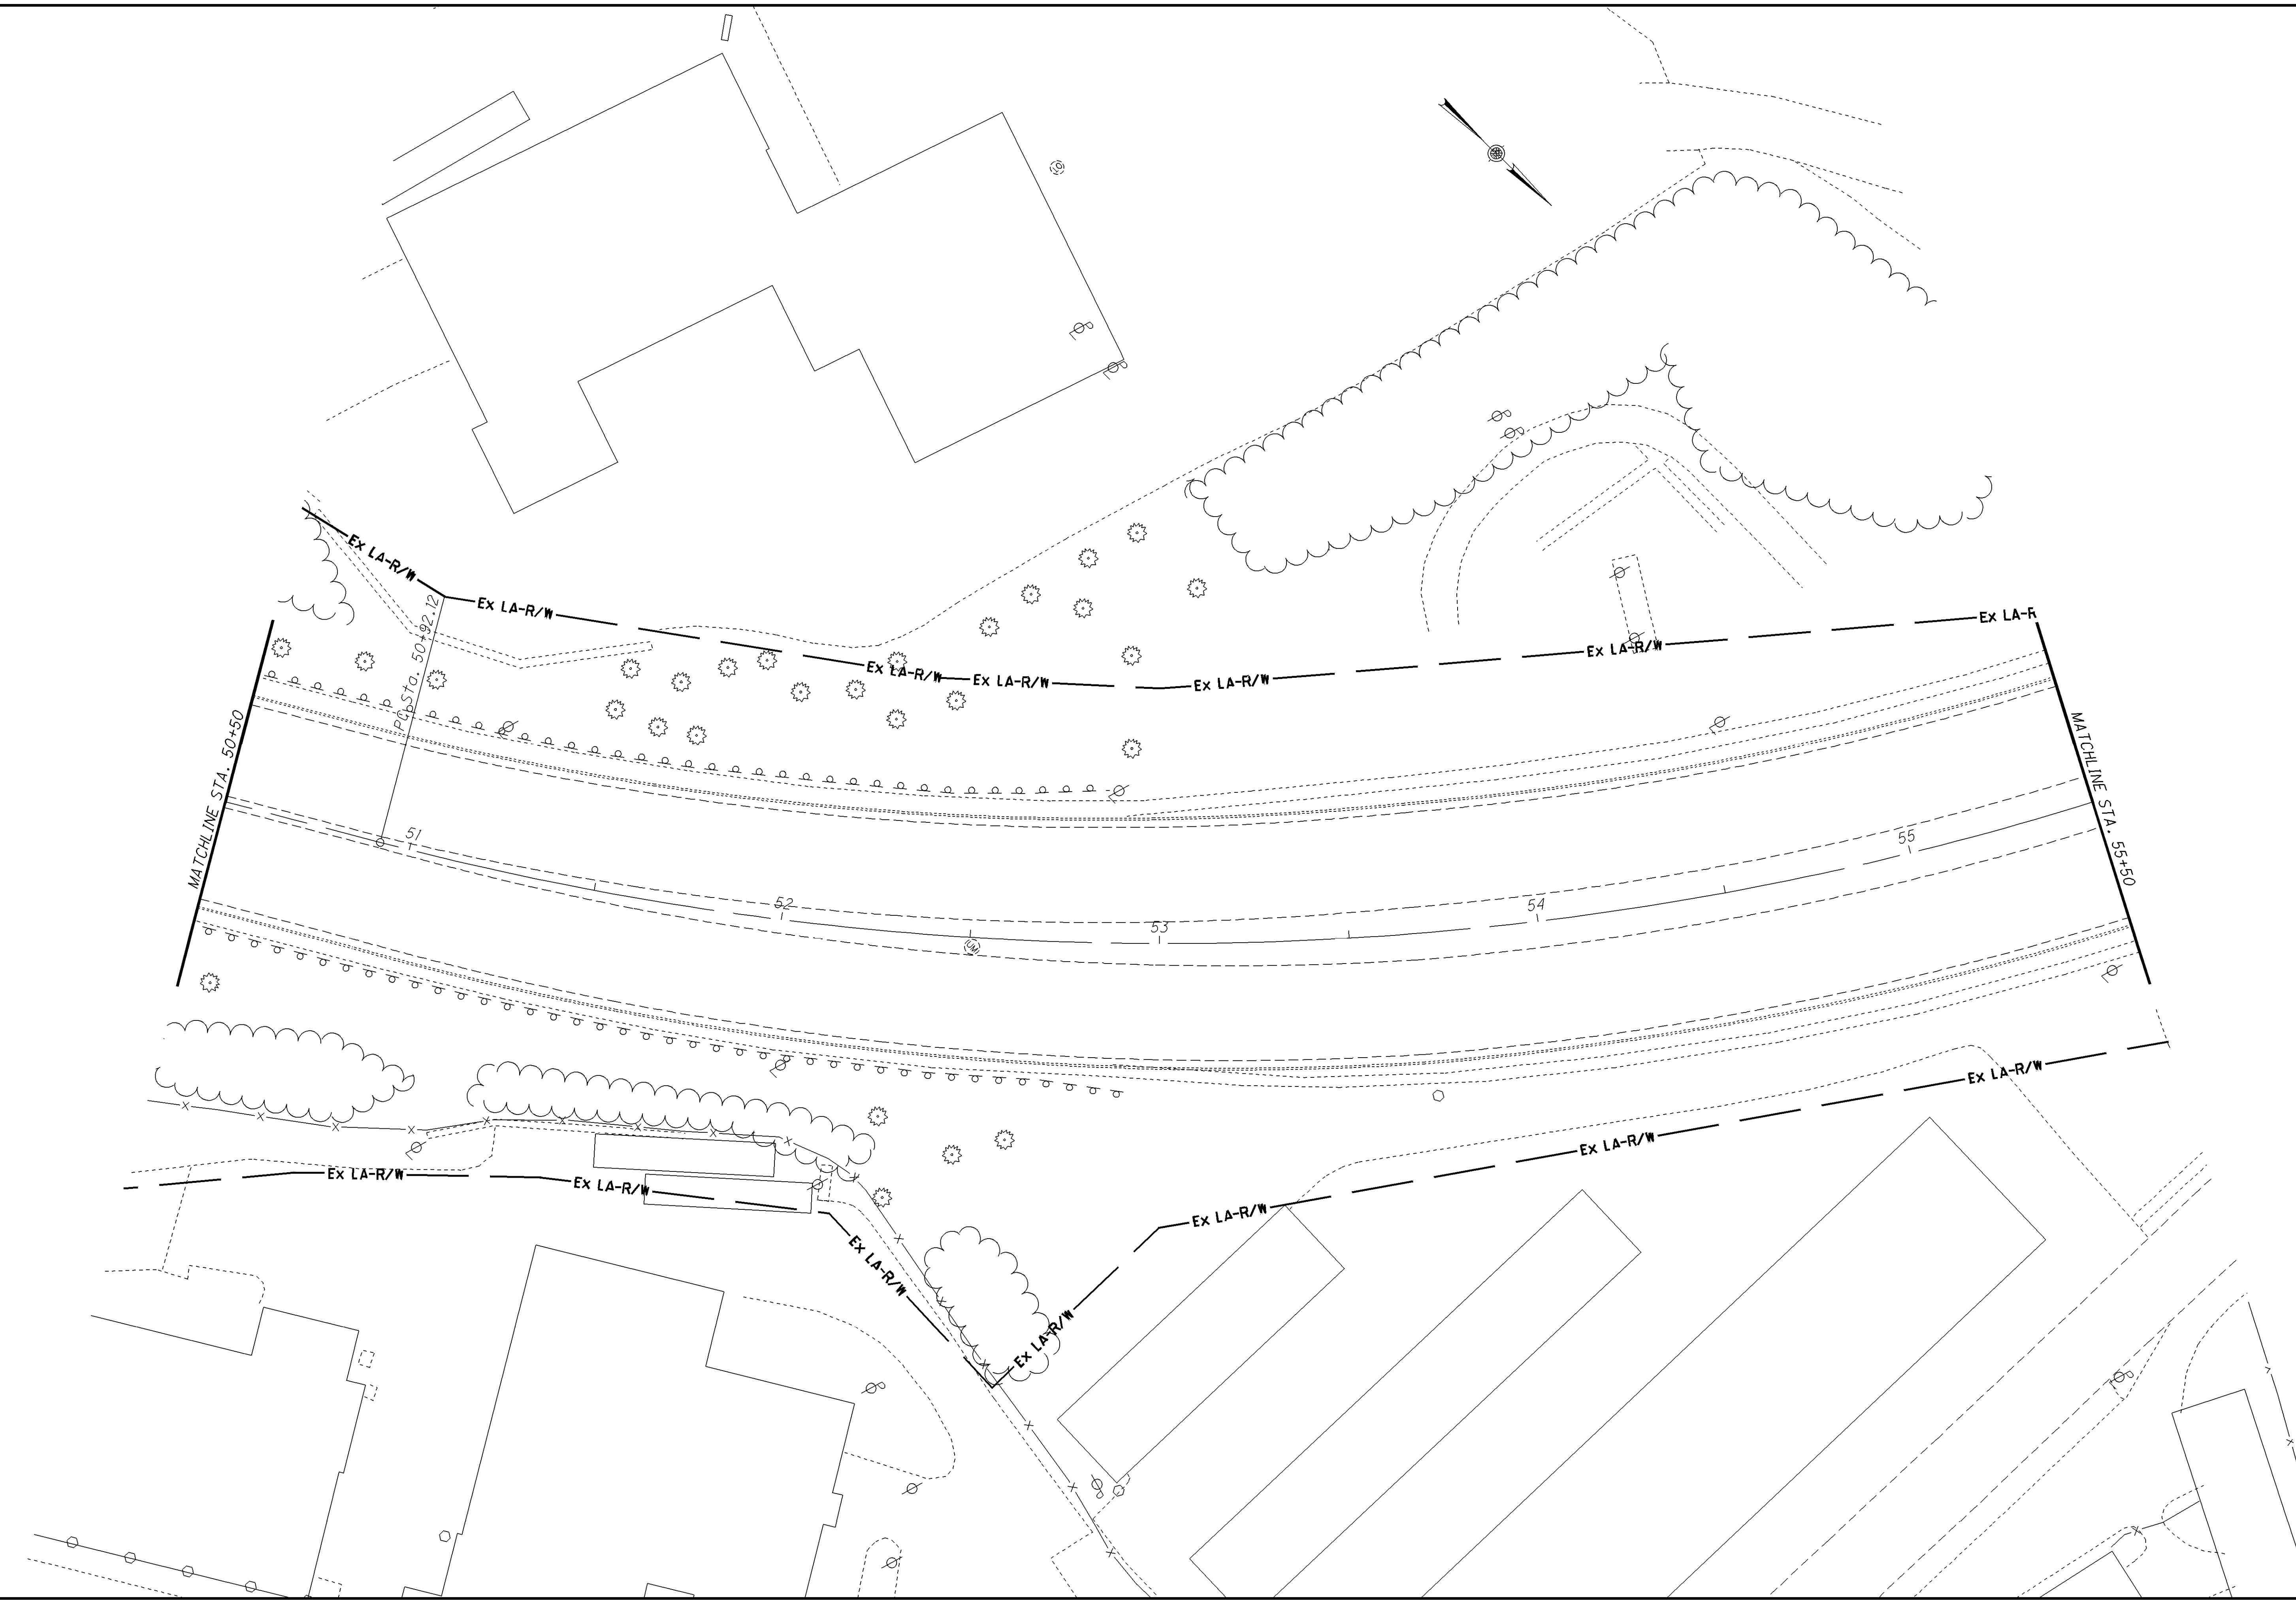 IO
Ex LA-R/W
Ex LA-R/W
PC Sta. 50+92.12
Ex LA-R/W
Ex LA-R/W
Ex LA-R/W
Ex LA-R/W
Ex LA-R
MATCHLINE STA. 50+50
MATCHLINE STA. 55+50
51
52
53
54
55
UM
Ex LA-R/W
Ex LA-R/W
Ex LA-R/W
Ex LA-R/W
Ex LA-R/W
Ex LA-R/W
Ex LA-R/W